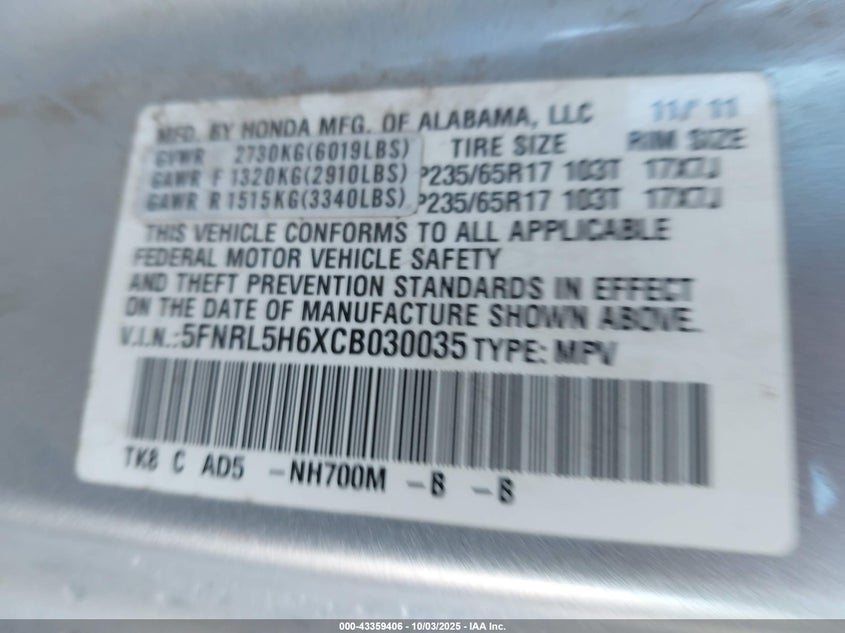 MFD. BY HONDA MFG. OF ALABAMA, LLC 11/'11
GVWR 2730KG(6019LBS) TIRE SIZE RIM SIZE
GAWR F 1320KG(2910LBS) P235/65R17 103T 17X7J
GAWR R 1515KG(3340LBS) P235/65R17 103T 17X7J
THIS VEHICLE CONFORMS TO ALL APPLICABLE
FEDERAL MOTOR VEHICLE SAFETY
AND THEFT PREVENTION STANDARDS IN EFFECT
ON THE DATE OF MANUFACTURE SHOWN ABOVE.
V.I.N.:5FNRL5H6XCB030035 TYPE: MPV
TK8 C AD5 -NH700M -B -B
000-43359406 - 10/03/2025 - IAA Inc.